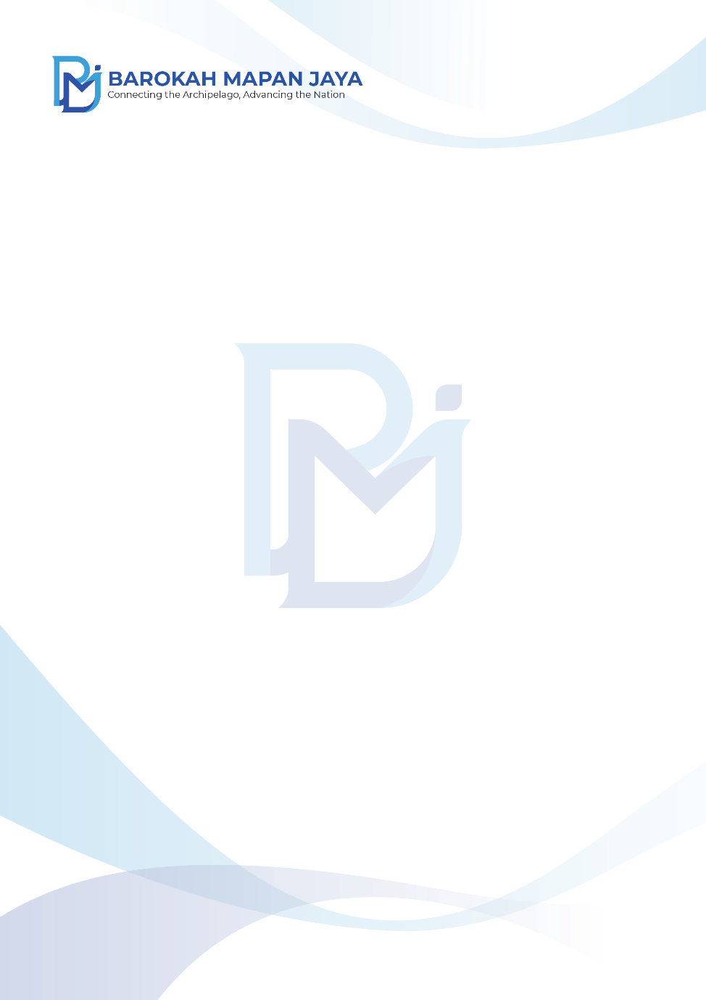 BAROKAH MAPAN JAYA
Connecting the Archipelago, Advancing the Nation